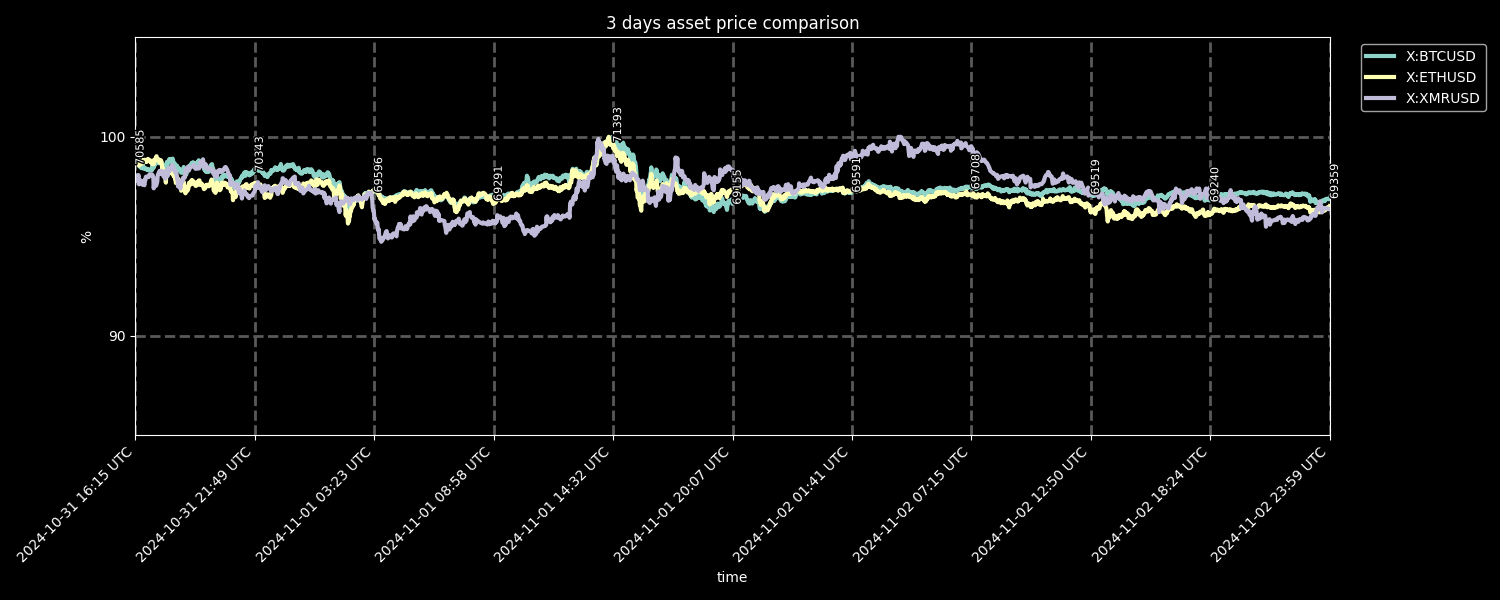 3 days asset price comparison
X:BTCUSD
X:ETHUSD
X:XMRUSD
100
90
%
70585
70343
69596
69291
71393
69155
69591
69708
69519
69240
69359
2024-10-31 16:15 UTC
2024-10-31 21:49 UTC
2024-11-01 03:23 UTC
2024-11-01 08:58 UTC
2024-11-01 14:32 UTC
2024-11-01 20:07 UTC
2024-11-02 01:41 UTC
2024-11-02 07:15 UTC
2024-11-02 12:50 UTC
2024-11-02 18:24 UTC
2024-11-02 23:59 UTC
time